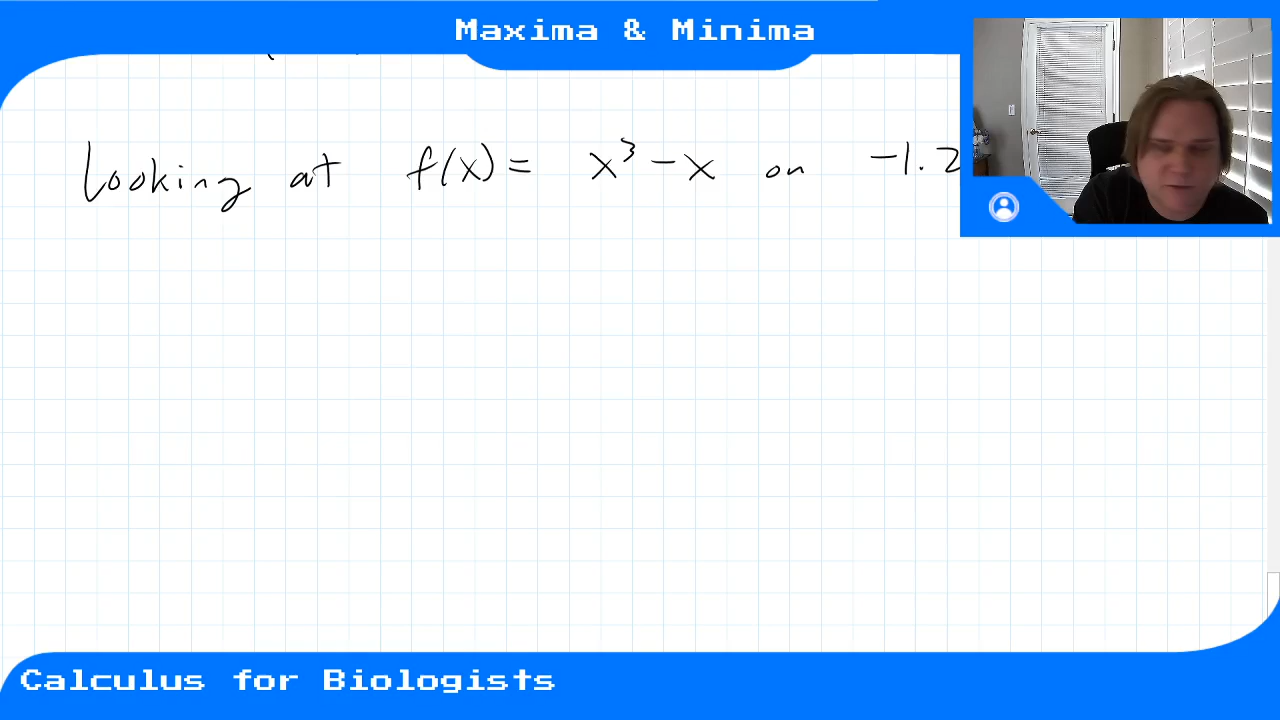 Maxima & Minima
Looking at f(x) = x³ - x on -1.2
Calculus for Biologists